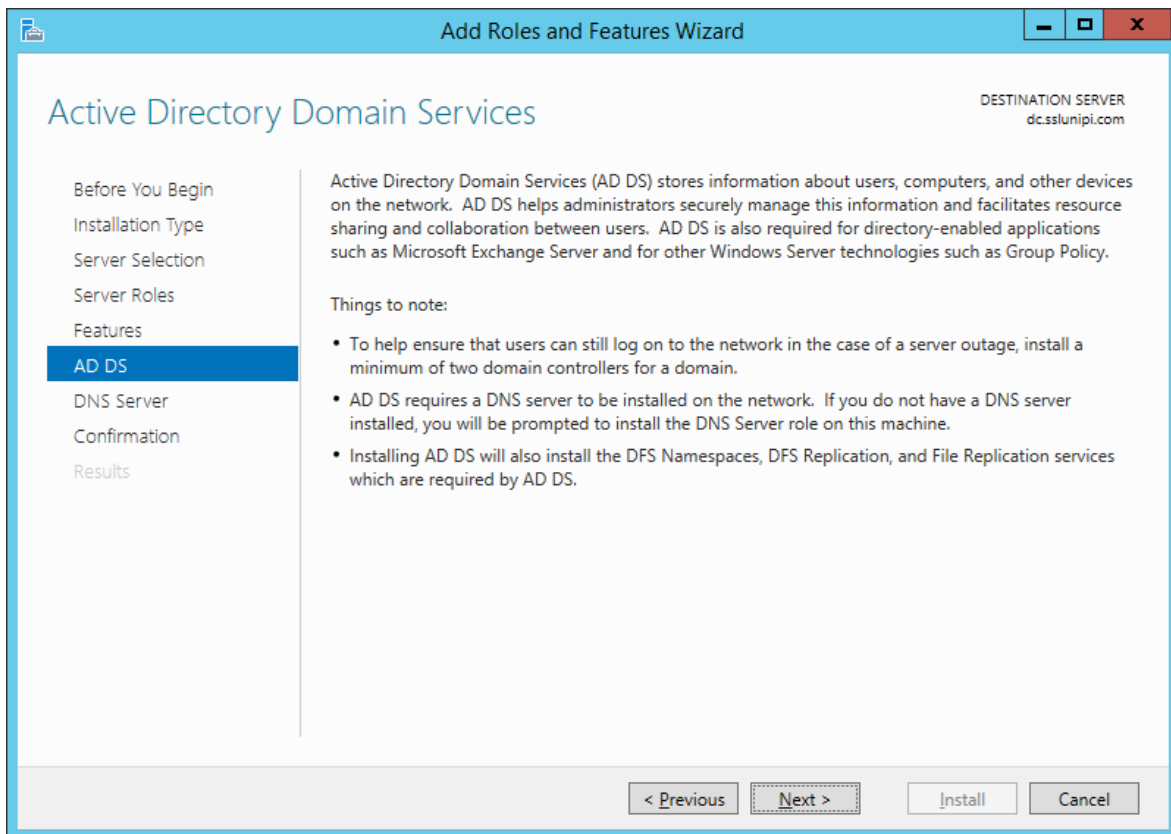 Add Roles and Features Wizard
Active Directory Domain Services
DESTINATION SERVER
dc.sslunipi.com
Before You Begin
Installation Type
Server Selection
Server Roles
Features
AD DS
DNS Server
Confirmation
Results
Active Directory Domain Services (AD DS) stores information about users, computers, and other devices
on the network.  AD DS helps administrators securely manage this information and facilitates resource
sharing and collaboration between users.  AD DS is also required for directory-enabled applications
such as Microsoft Exchange Server and for other Windows Server technologies such as Group Policy.
Things to note:
• To help ensure that users can still log on to the network in the case of a server outage, install a
minimum of two domain controllers for a domain.
• AD DS requires a DNS server to be installed on the network.  If you do not have a DNS server
installed, you will be prompted to install the DNS Server role on this machine.
• Installing AD DS will also install the DFS Namespaces, DFS Replication, and File Replication services
which are required by AD DS.
< Previous
Next >
Install
Cancel